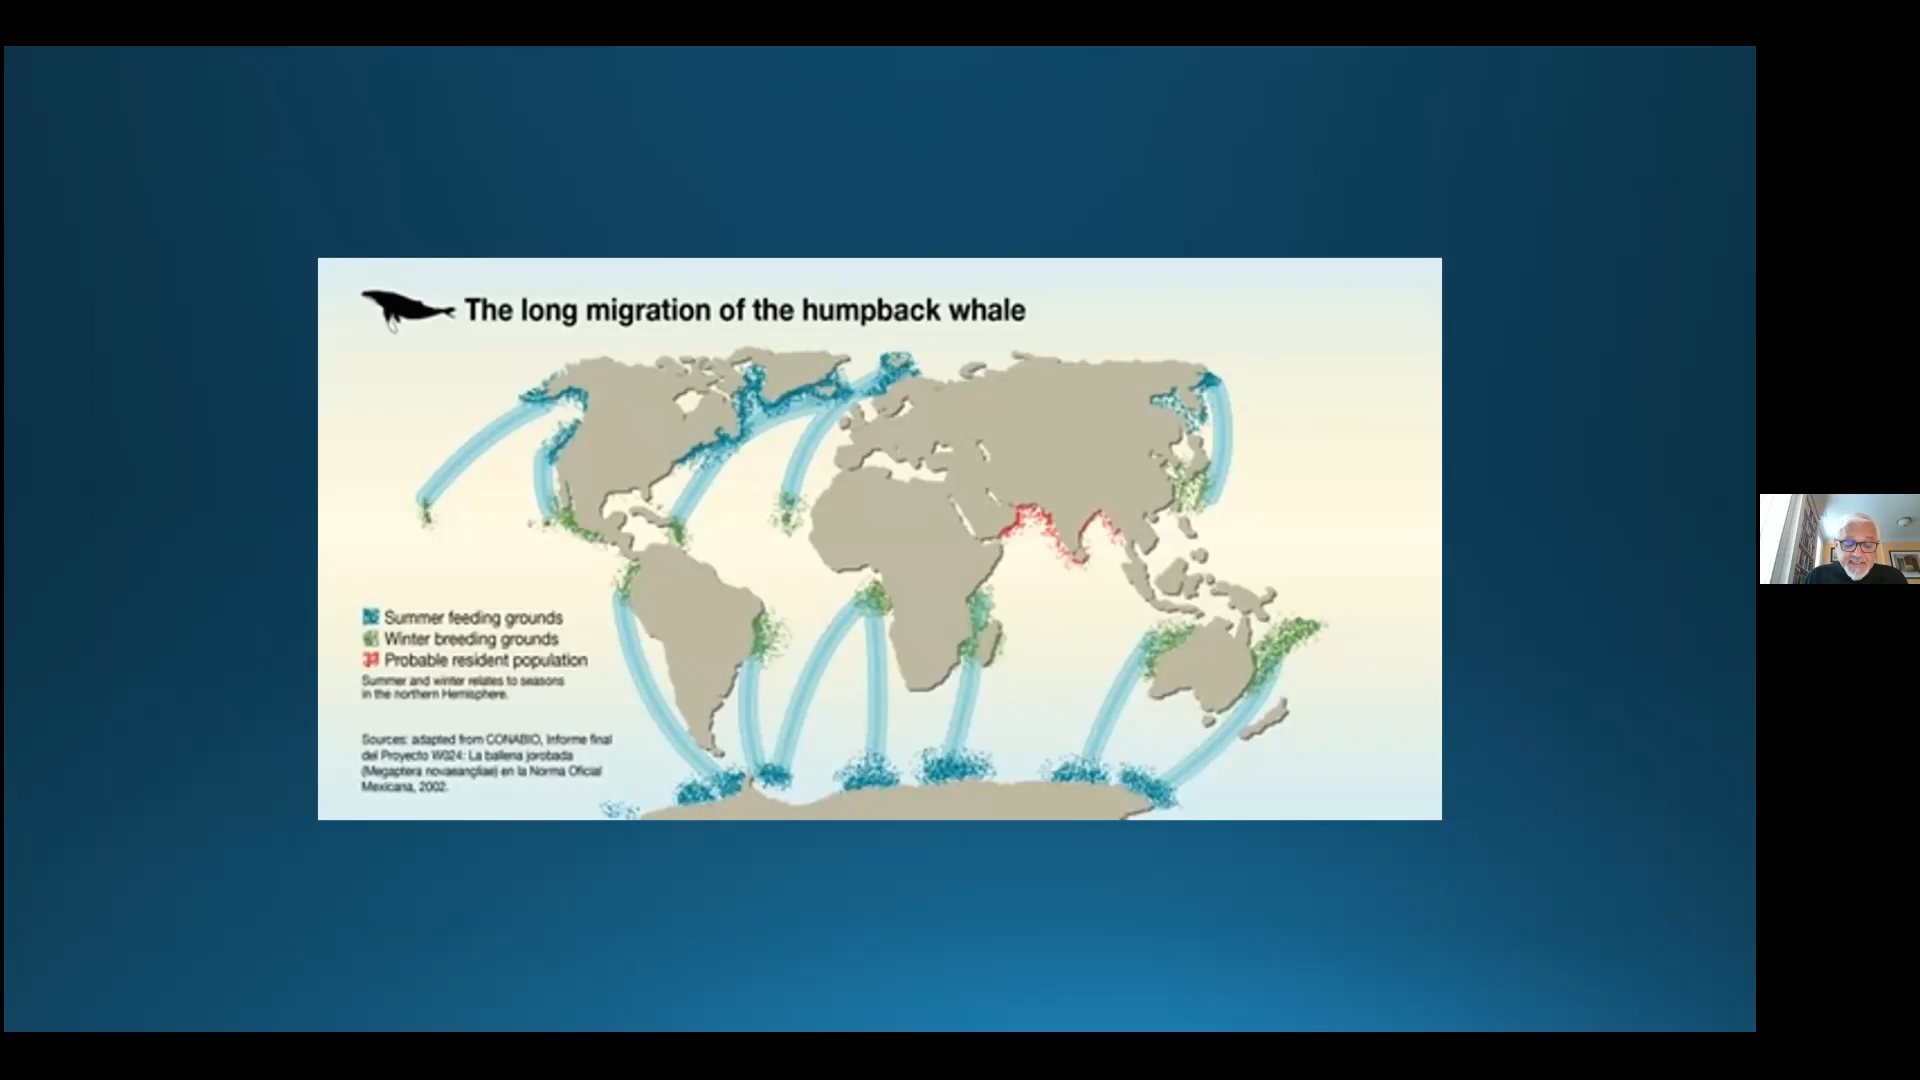 The long migration of the humpback whale
Summer feeding grounds
Winter breeding grounds
Probable resident population
Summer and winter relates to seasons
in the northern Hemisphere.
Sources: adapted from CONABIO, Informe final
del Proyecto W024: La ballena jorobada
(Megaptera novaeangliae) en la Norma Oficial
Mexicana, 2002.